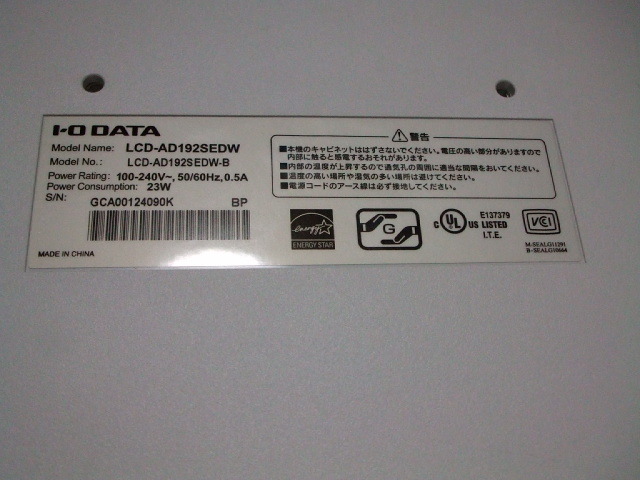 I-O DATA
Model Name: LCD-AD192SEDW
Model No.: LCD-AD192SEDW-B
Power Rating: 100-240V~, 50/60Hz, 0.5A
Power Consumption: 23W
S/N:
GCA00124090K BP
MADE IN CHINA
警告
■本機のキャビネットははずさないでください。電圧の高い部分がありますので
内部に触ると感電するおそれがあります。
■内部の温度が上昇するので通気孔の周囲に適当な間隔をおいてください。
■温度の高い場所や湿気の多い場所は避けてください。
■電源コードのアース線は必ず接地してください。
energy
ENERGY STAR
G
C UL US LISTED
E137379
I.T.E.
VCCI
M-SEALG11291
B-SEALG10664